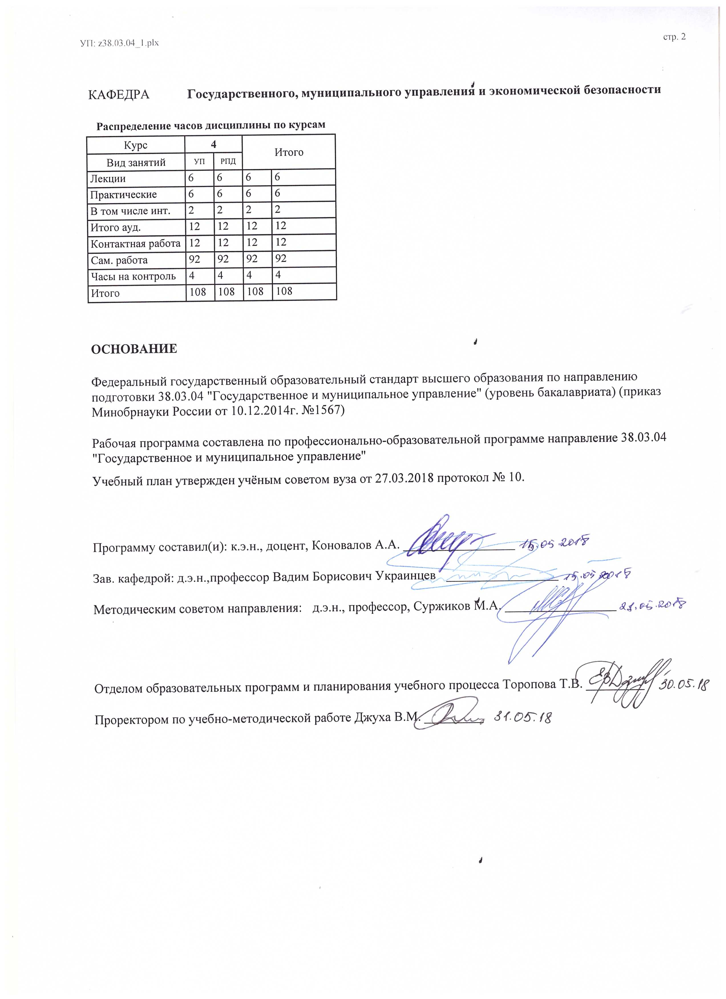 УП: z38.03.04_1.plx
стр. 2
КАФЕДРА Государственного, муниципального управления и экономической безопасности
Распределение часов дисциплины по курсам
Курс 4 Итого
Вид занятий УП РПД
Лекции 6 6 6 6
Практические 6 6 6 6
В том числе инт. 2 2 2 2
Итого ауд. 12 12 12 12
Контактная работа 12 12 12 12
Сам. работа 92 92 92 92
Часы на контроль 4 4 4 4
Итого 108 108 108 108
ОСНОВАНИЕ
Федеральный государственный образовательный стандарт высшего образования по направлению
подготовки 38.03.04 "Государственное и муниципальное управление" (уровень бакалавриата) (приказ
Минобрнауки России от 10.12.2014г. №1567)
Рабочая программа составлена по профессионально-образовательной программе направление 38.03.04
"Государственное и муниципальное управление"
Учебный план утвержден учёным советом вуза от 27.03.2018 протокол № 10.
Программу составил(и): к.э.н., доцент, Коновалов А.А. 15.05.2018
Зав. кафедрой: д.э.н.,профессор Вадим Борисович Украинцев 15.05.2018
Методическим советом направления: д.э.н., профессор, Суржиков М.А.
Отделом образовательных программ и планирования учебного процесса Торопова Т.В. 30.05.18
Проректором по учебно-методической работе Джуха В.М. 31.05.18